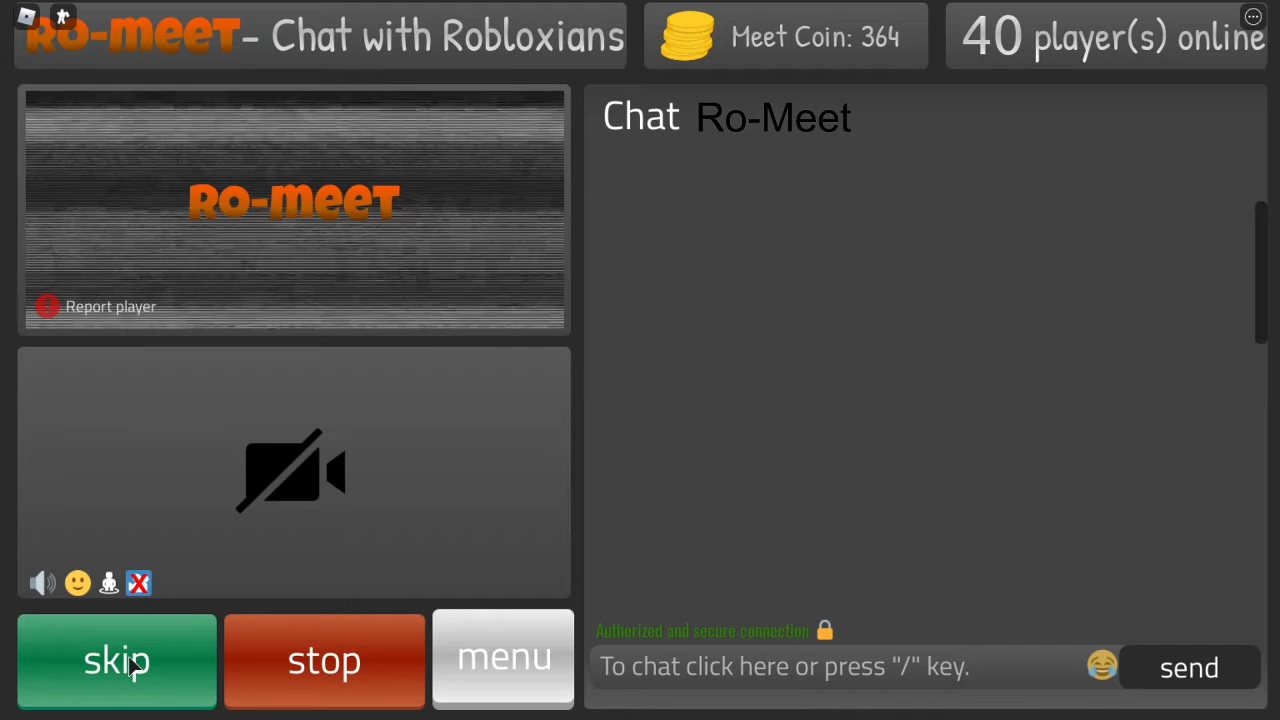 RO-meet- Chat with Robloxians
Meet Coin: 364
40 player(s) online
RO-meet
Report player
Chat Ro-Meet
Authorized and secure connection
To chat click here or press "/" key.
send
skip
stop
menu